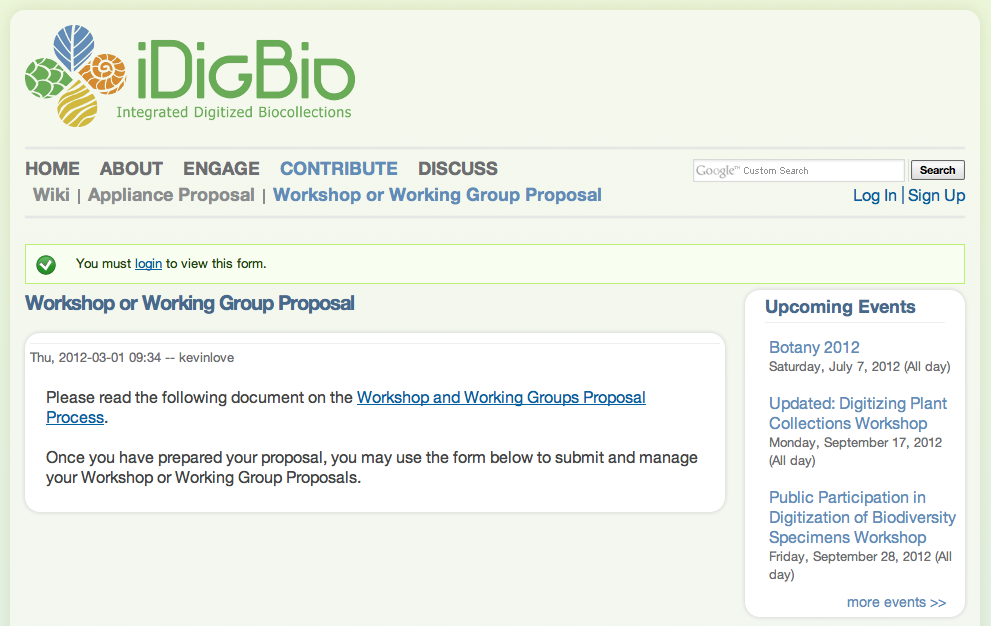 iDigBio
Integrated Digitized Biocollections
HOME ABOUT ENGAGE CONTRIBUTE DISCUSS
Google™ Custom Search
Search
Wiki | Appliance Proposal | Workshop or Working Group Proposal
Log In | Sign Up
You must login to view this form.
Workshop or Working Group Proposal
Thu, 2012-03-01 09:34 -- kevinlove
Please read the following document on the Workshop and Working Groups Proposal
Process.
Once you have prepared your proposal, you may use the form below to submit and manage
your Workshop or Working Group Proposals.
Upcoming Events
Botany 2012
Saturday, July 7, 2012 (All day)
Updated: Digitizing Plant
Collections Workshop
Monday, September 17, 2012
(All day)
Public Participation in
Digitization of Biodiversity
Specimens Workshop
Friday, September 28, 2012 (All
day)
more events >>